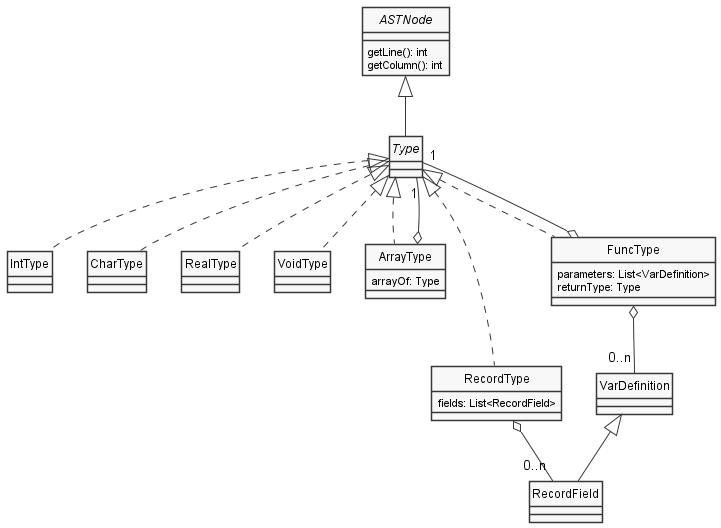 ASTNode
getLine(): int
getColumn(): int
Type
1
1
IntType
CharType
RealType
VoidType
ArrayType
arrayOf: Type
FuncType
parameters: List<VarDefinition>
returnType: Type
0..n
RecordType
fields: List<RecordField>
VarDefinition
0..n
RecordField